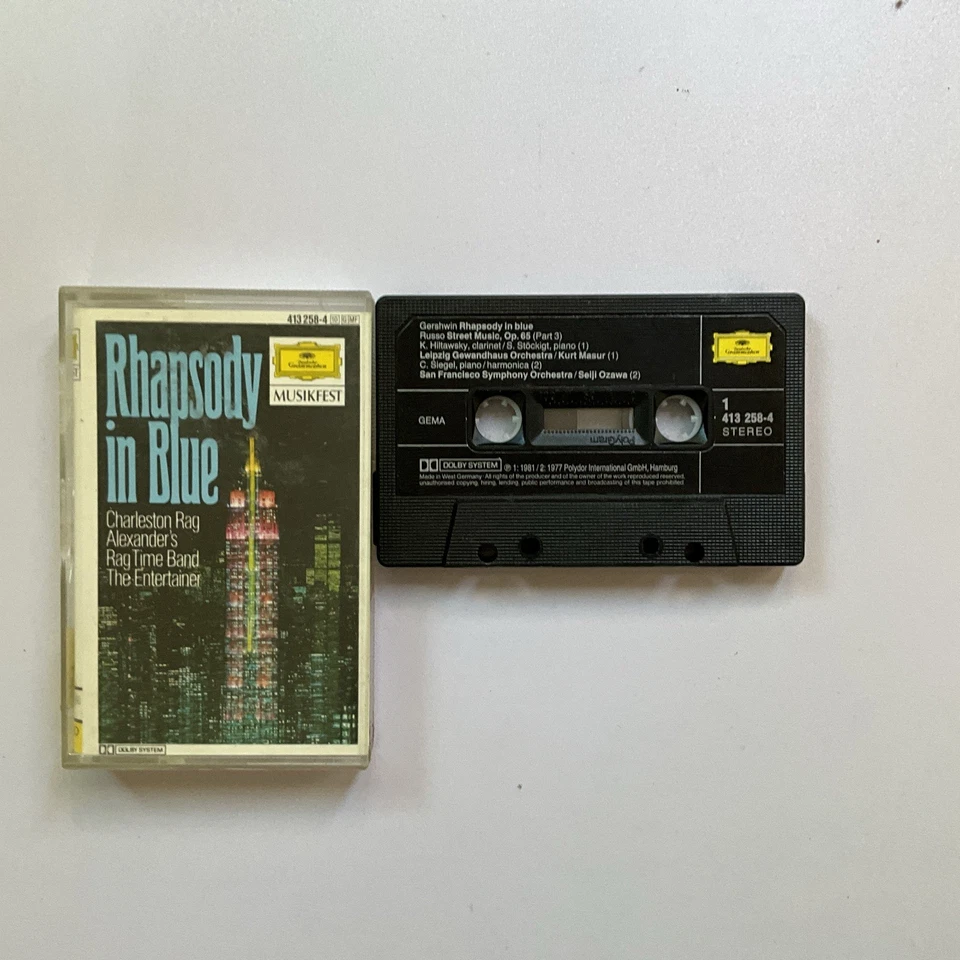 413 258-4
Rhapsody
in Blue
Deutsche
Grammophon
MUSIKFEST
Charleston Rag
Alexander's
Rag Time Band
The Entertainer
DOLBY SYSTEM
Gershwin Rhapsody in blue
Russo Street Music, Op. 65 (Part 3)
K. Hiltawsky, clarinet / S. Stöckigt, piano (1)
Leipzig Gewandhaus Orchestra / Kurt Masur (1)
C. Siegel, piano / harmonica (2)
San Francisco Symphony Orchestra / Seiji Ozawa (2)
Deutsche
Grammophon
GEMA
PolyGram
1
413 258-4
STEREO
DOLBY SYSTEM ℗ 1: 1981 / 2: 1977 Polydor International GmbH, Hamburg
Made in West Germany · All rights of the producer and of the owner of the work reproduced reserved,
unauthorised copying, hiring, lending, public performance and broadcasting of this tape prohibited